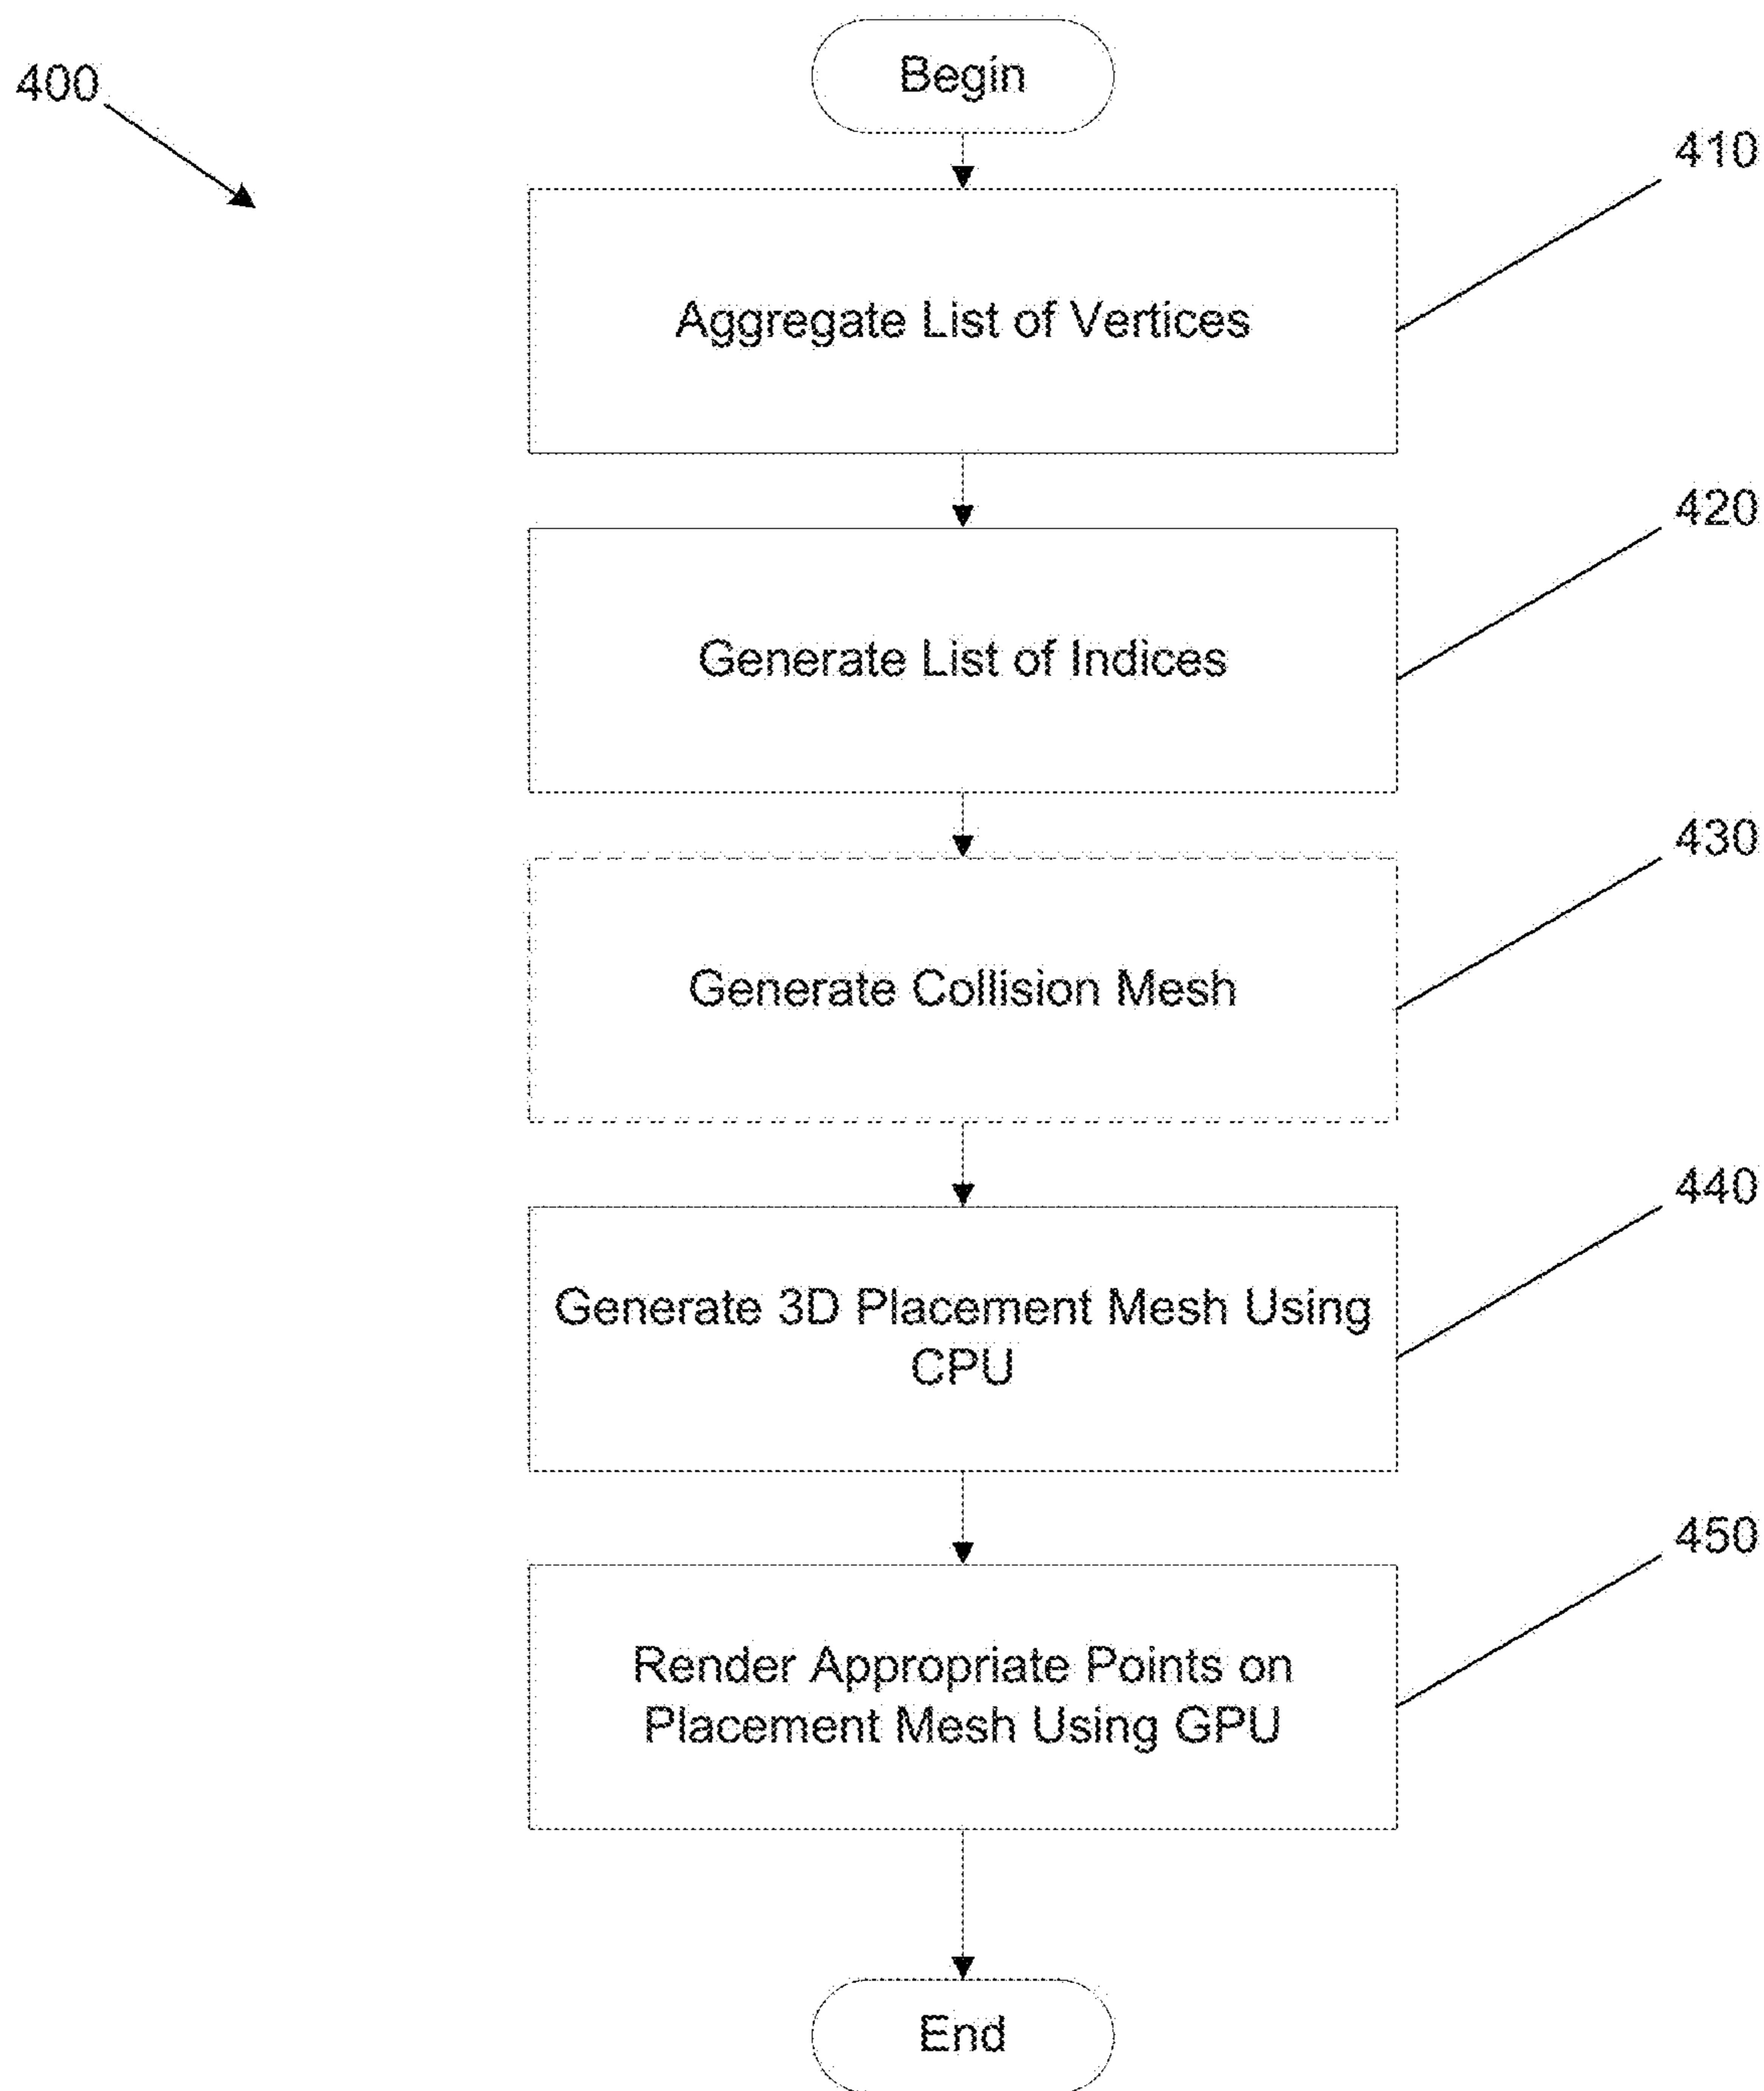 Begin
400
410
Aggregate List of Vertices
420
Generate List of Indices
430
Generate Collision Mesh
440
Generate 3D Placement Mesh Using
CPU
450
Render Appropriate Points on
Placement Mesh Using GPU
End